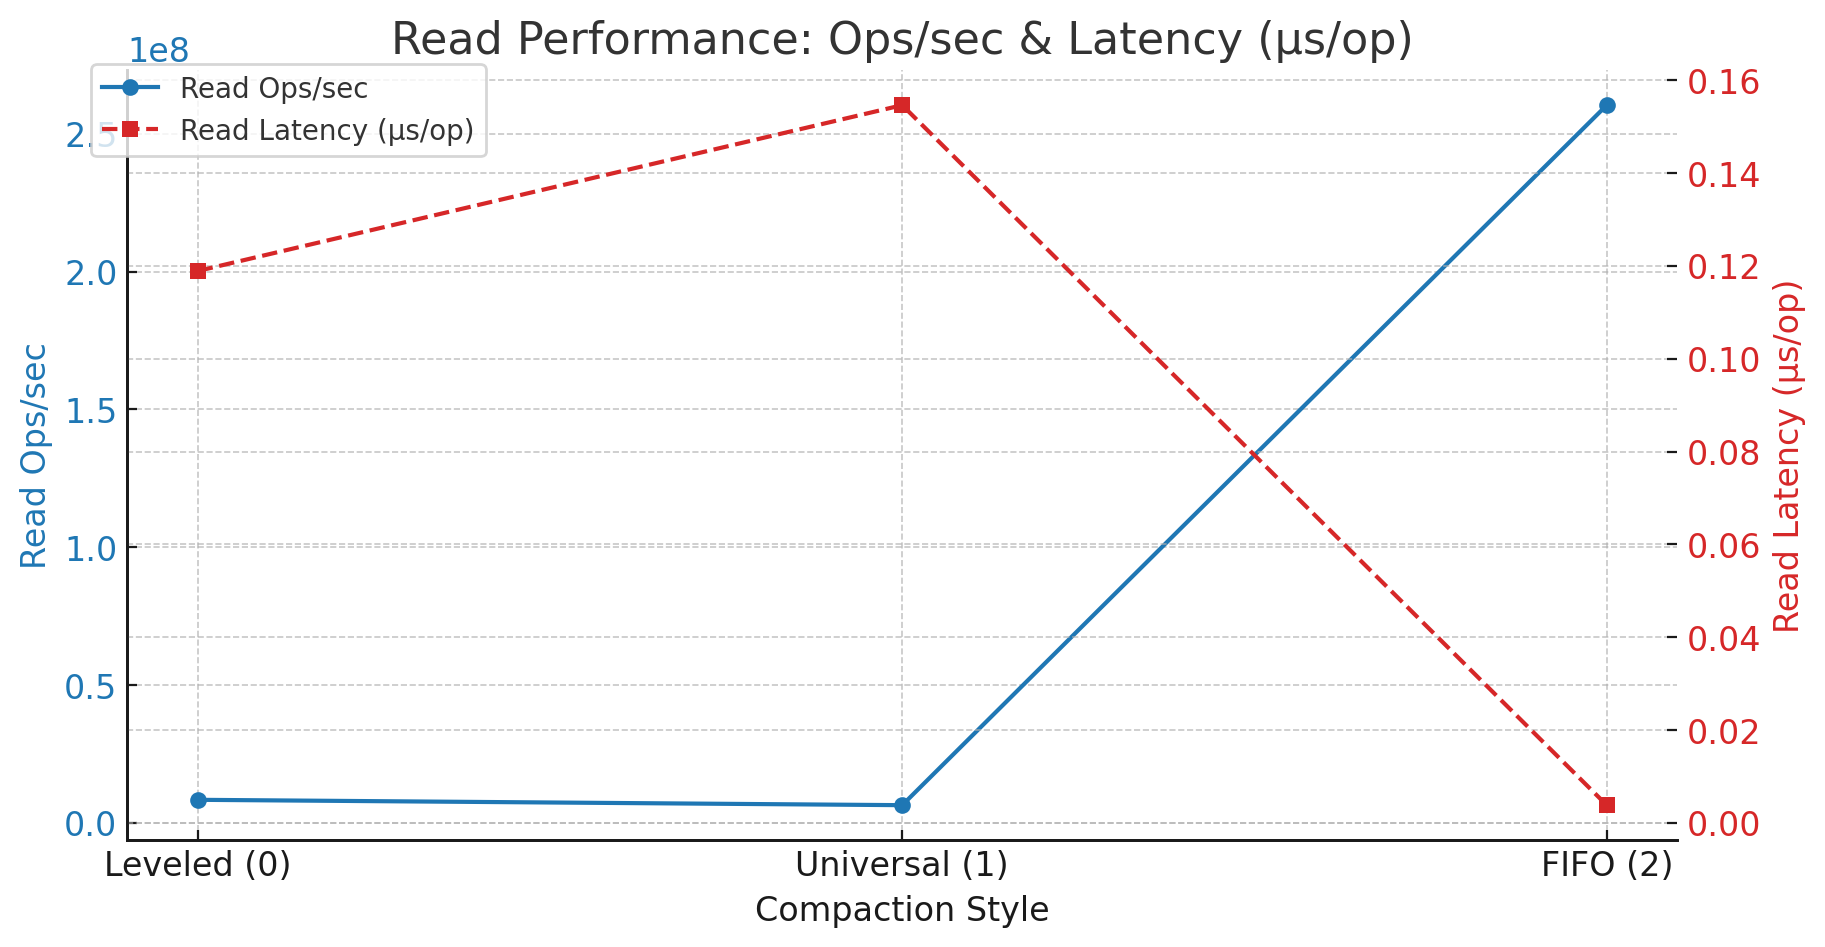 Read Performance: Ops/sec & Latency (μs/op)
1e8
Read Ops/sec
Read Latency (μs/op)
2.5
2.0
1.5
1.0
0.5
0.0
Read Ops/sec
0.16
0.14
0.12
0.10
0.08
0.06
0.04
0.02
0.00
Read Latency (μs/op)
Leveled (0)
Universal (1)
FIFO (2)
Compaction Style